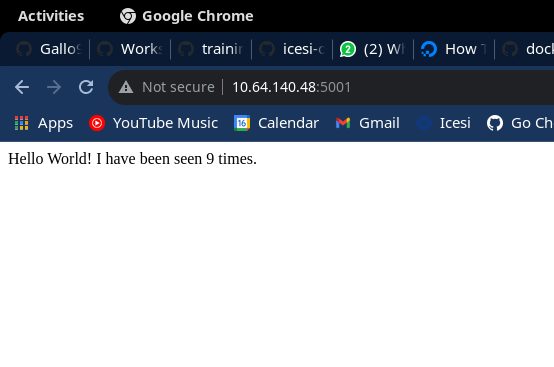 Activities Google Chrome
Gallo Works trainin icesi-c (2) W How T dock
Not secure 10.64.140.48:5001
Apps YouTube Music 16 Calendar Gmail Icesi Go Ch
Hello World! I have been seen 9 times.